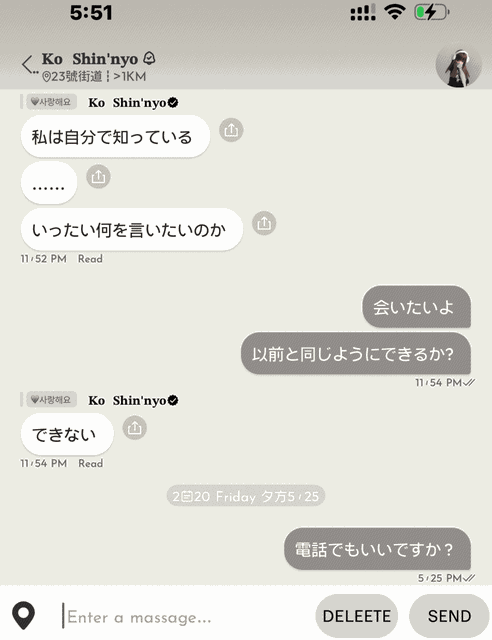 5:51
Ko Shin'nyo
23號街道 ┊ >1KM
사랑해요 Ko Shin'nyo
私は自分で知っている
......
いったい何を言いたいのか
11/52 PM Read
会いたいよ
以前と同じようにできるか?
11/54 PM
사랑해요 Ko Shin'nyo
できない
11/54 PM Read
2 20 Friday 夕方5/25
電話でもいいですか？
5/25 PM
Enter a massage...
DELEETE
SEND